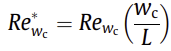 Re*_{w_c} = Re_{w_c} (w_c / L)